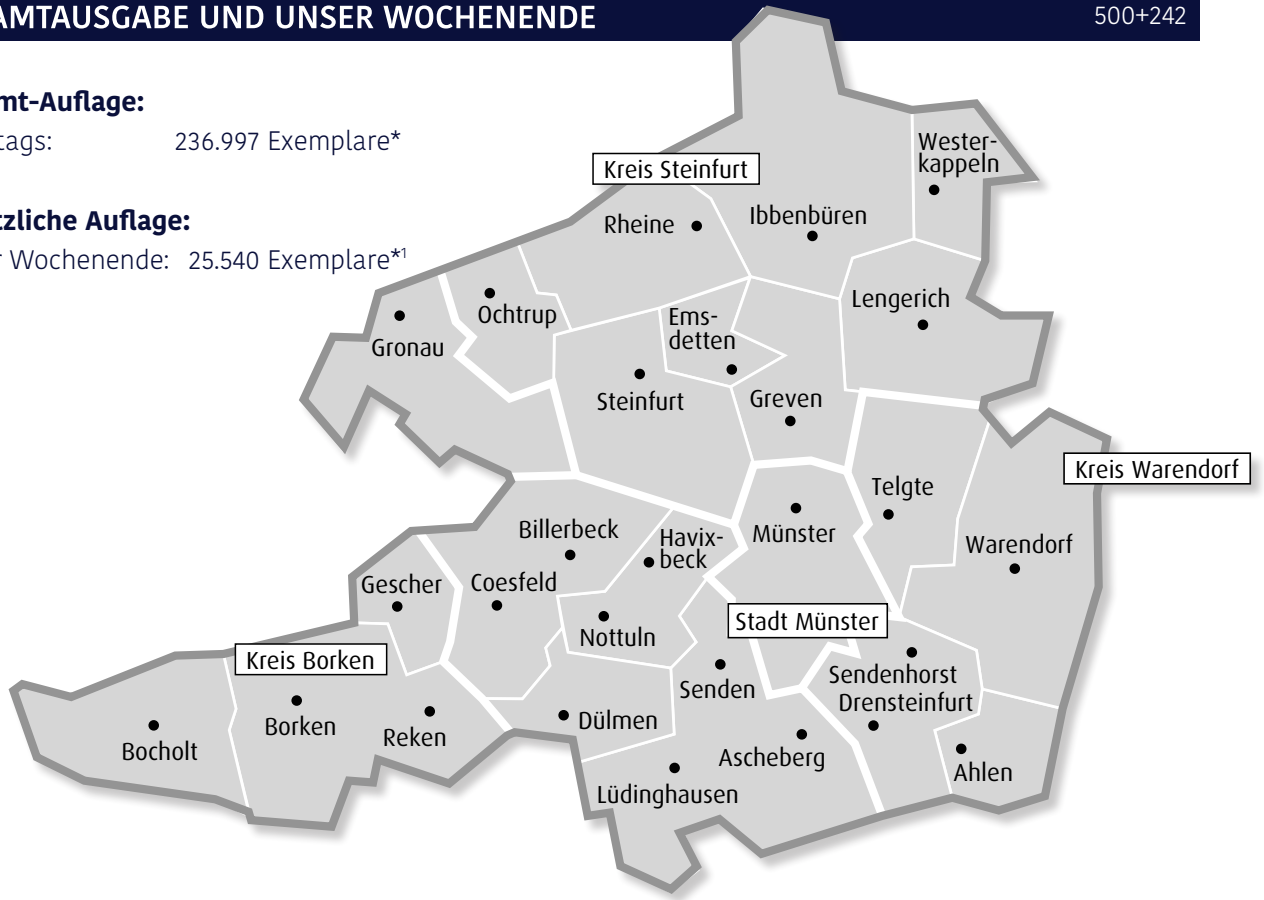 AMTAUSGABE UND UNSER WOCHENENDE
500+242
mt-Auflage:
tags: 236.997 Exemplare*
tzliche Auflage:
r Wochenende: 25.540 Exemplare*¹
Kreis Steinfurt
Wester-
kappeln
Rheine
Ibbenbüren
Lengerich
Ochtrup
Gronau
Ems-
detten
Steinfurt
Greven
Kreis Warendorf
Telgte
Münster
Warendorf
Billerbeck
Havix-
beck
Gescher
Coesfeld
Nottuln
Stadt Münster
Kreis Borken
Senden
Sendenhorst
Drensteinfurt
Bocholt
Borken
Reken
Dülmen
Ascheberg
Ahlen
Lüdinghausen